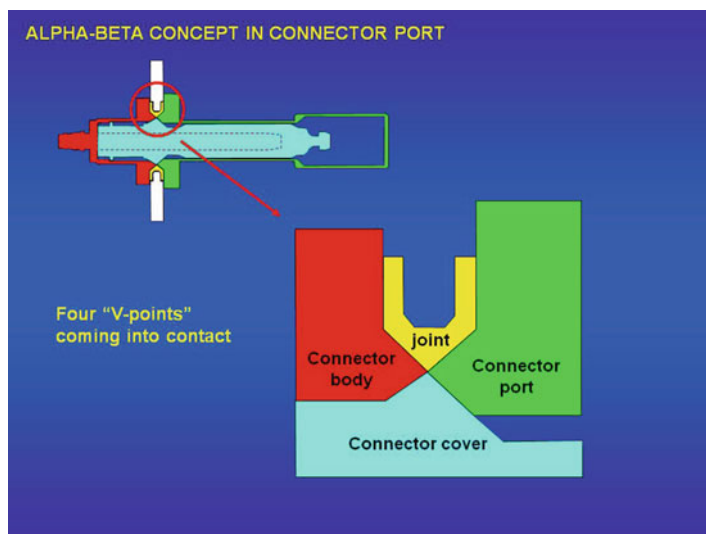 ALPHA-BETA CONCEPT IN CONNECTOR PORT
Four “V-points”
coming into contact
joint
Connector
body
Connector
port
Connector cover